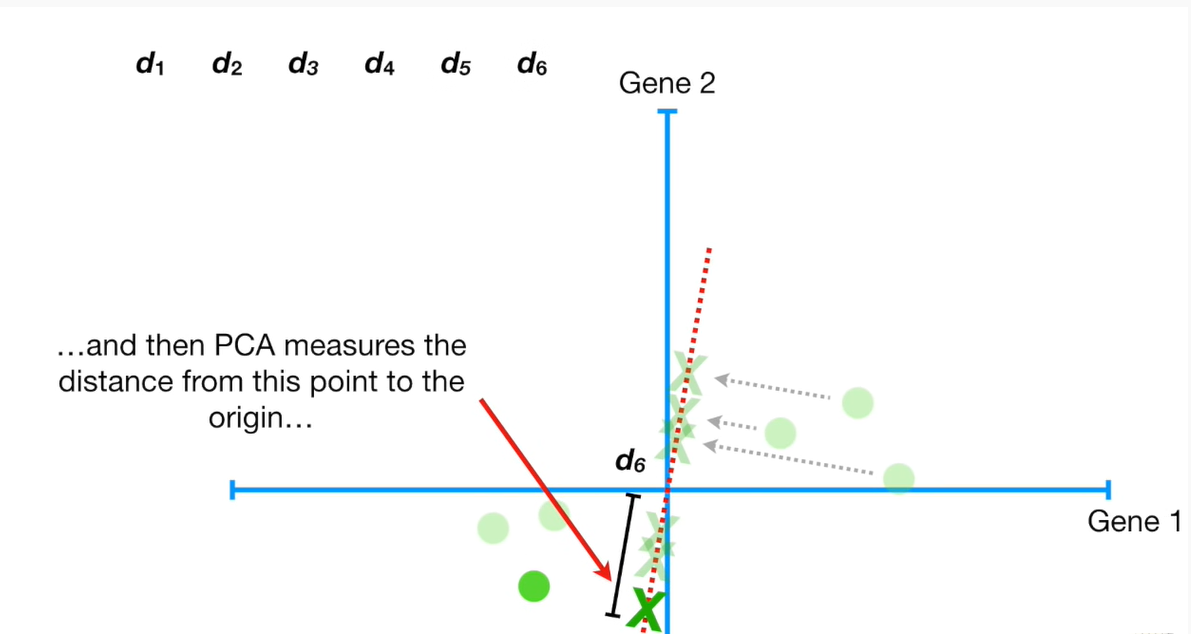 d₁ d₂ d₃ d₄ d₅ d₆
Gene 2
…and then PCA measures the
distance from this point to the
origin…
d₆
Gene 1